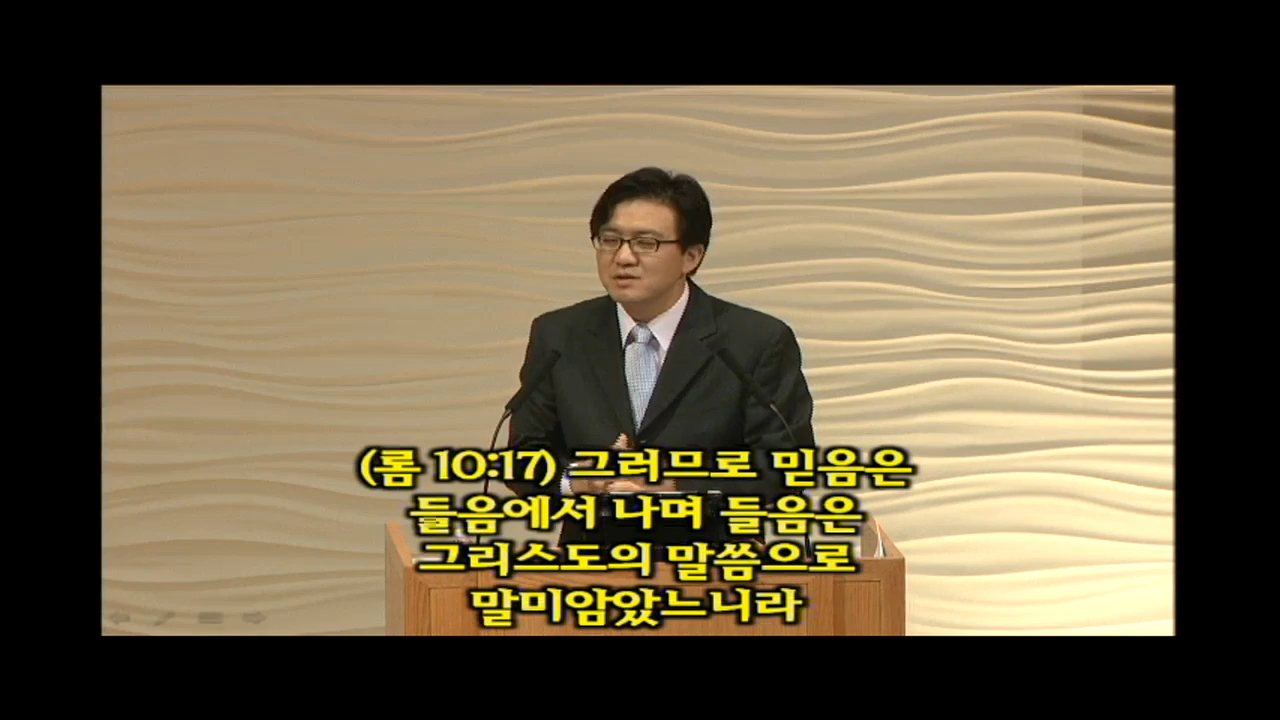 (롬 10:17) 그러므로 믿음은
들음에서 나며 들음은
그리스도의 말씀으로
말미암았느니라